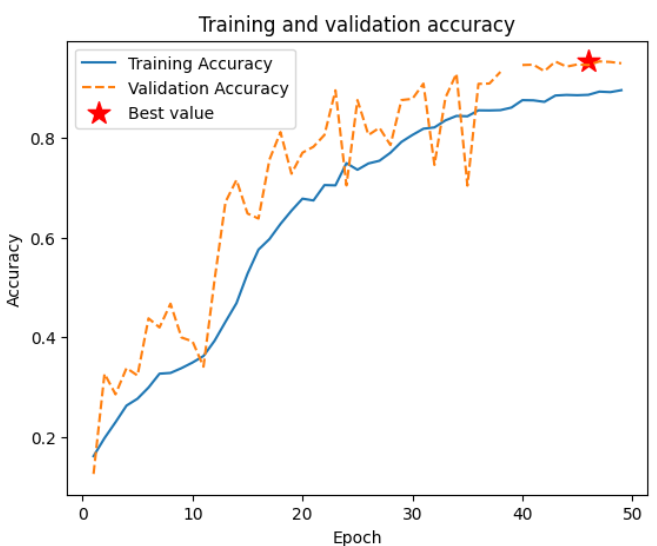 Training and validation accuracy
Training Accuracy
Validation Accuracy
Best value
Accuracy
0.8
0.6
0.4
0.2
0 10 20 30 40 50
Epoch